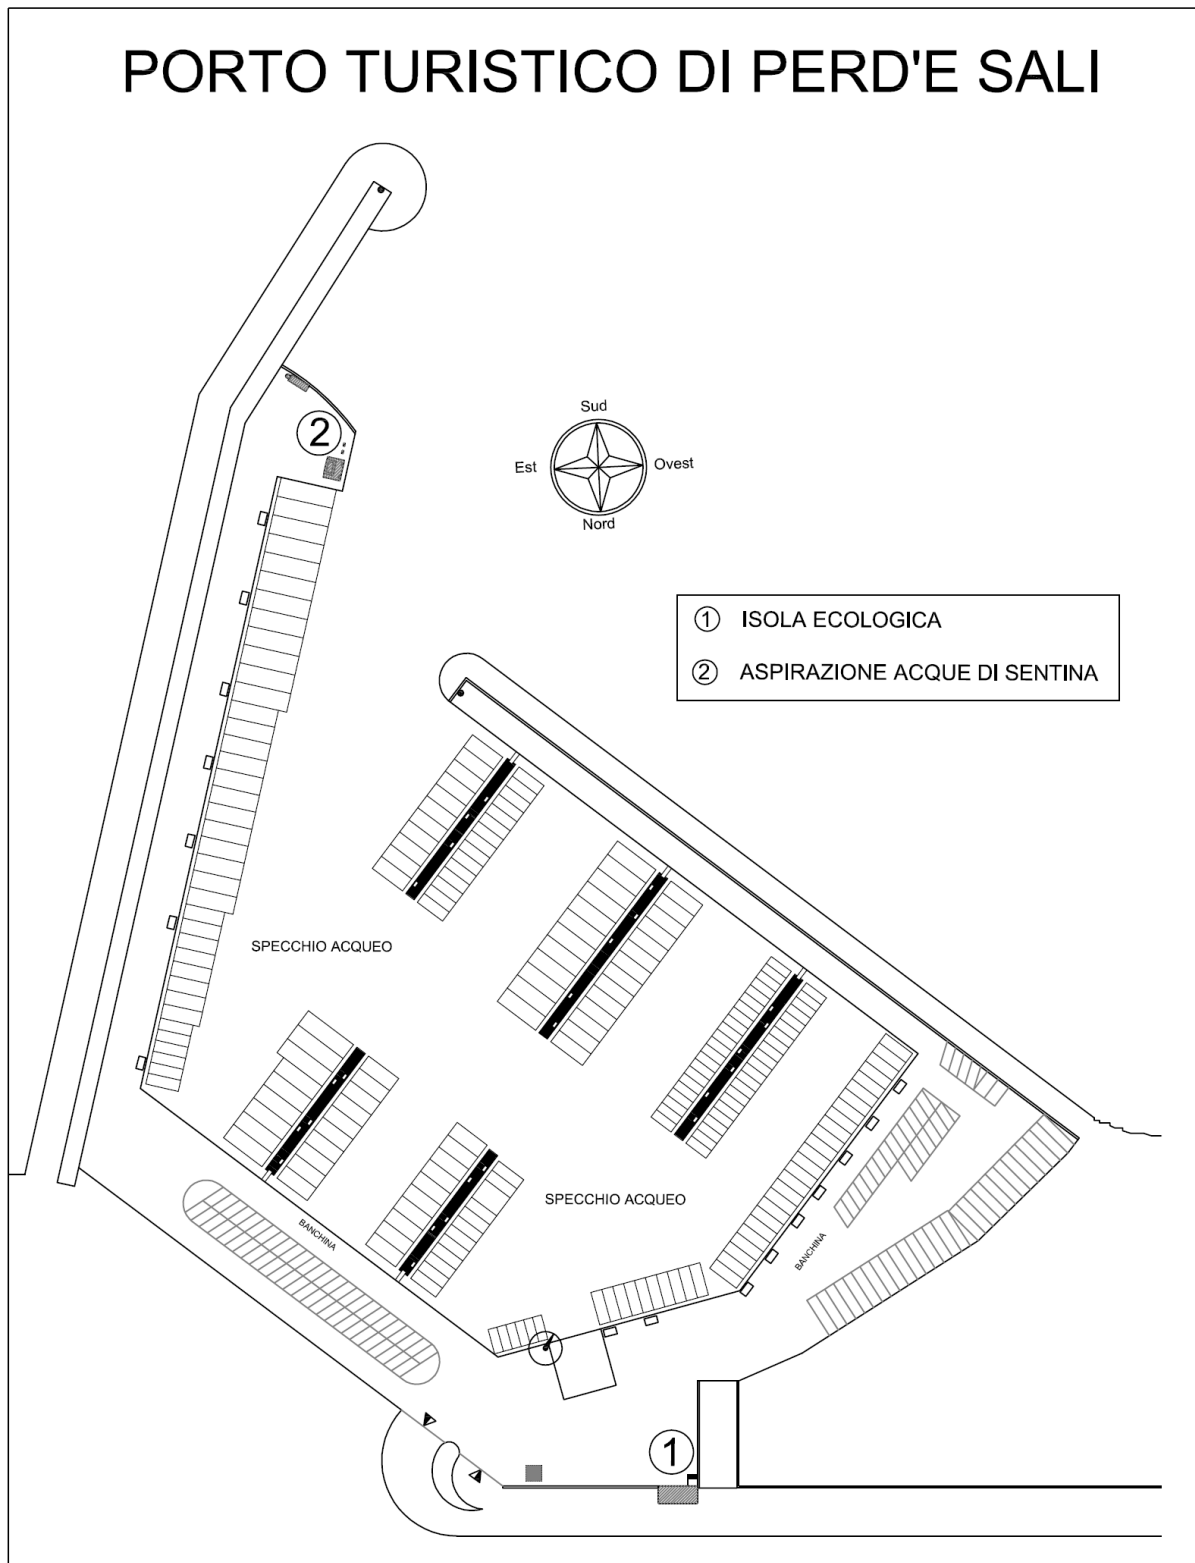 PORTO TURISTICO DI PERD'E SALI
2
Sud
Est
Ovest
Nord
1 ISOLA ECOLOGICA
2 ASPIRAZIONE ACQUE DI SENTINA
SPECCHIO ACQUEO
SPECCHIO ACQUEO
BANCHINA
BANCHINA
1